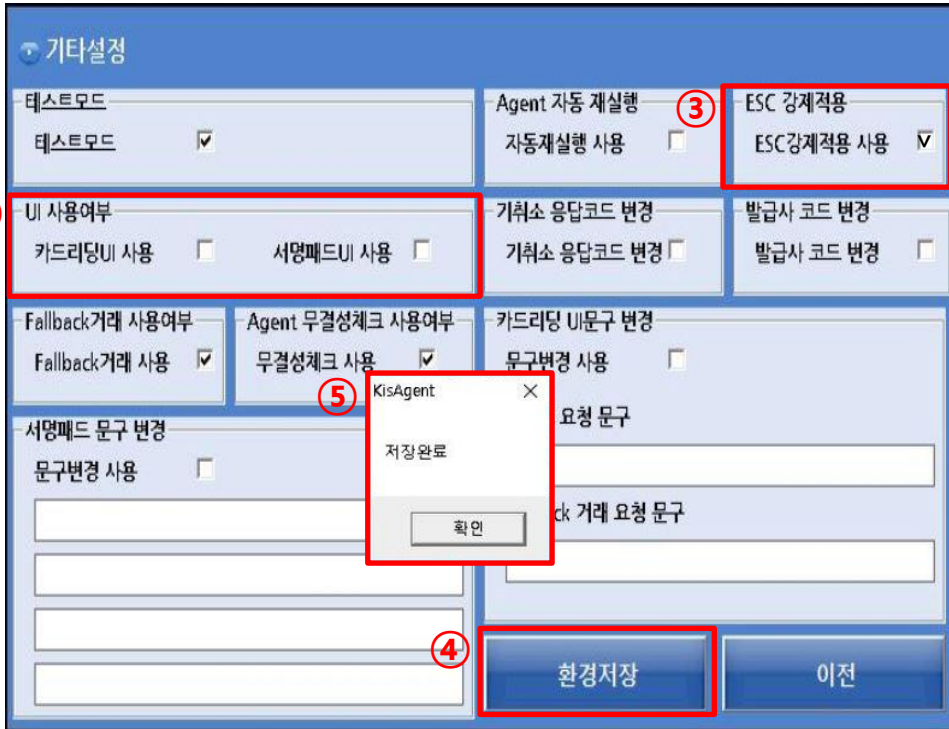 기타설정
테스트모드
테스트모드
Agent 자동 재실행
자동재실행 사용
③
ESC 강제적용
ESC강제적용 사용
UI 사용여부
카드리딩UI 사용
서명패드UI 사용
기취소 응답코드 변경
기취소 응답코드 변경
발급사 코드 변경
발급사 코드 변경
Fallback거래 사용여부
Fallback거래 사용
Agent 무결성체크 사용여부
무결성체크 사용
카드리딩 UI문구 변경
문구변경 사용
요청 문구
ck 거래 요청 문구
⑤
KisAgent
저장완료
확인
서명패드 문구 변경
문구변경 사용
④
환경저장
이전